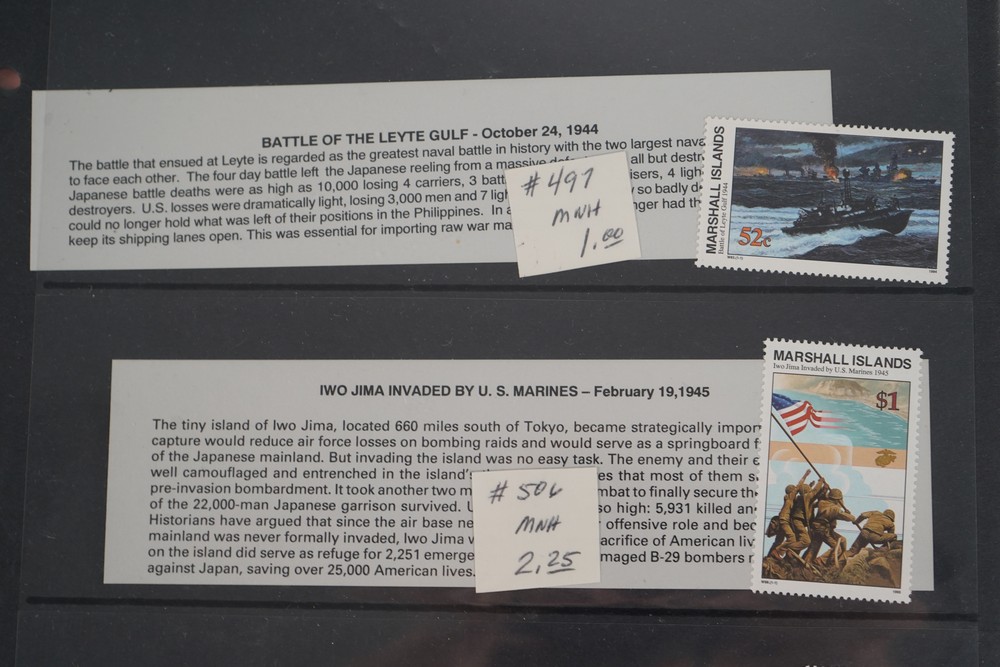 BATTLE OF THE LEYTE GULF - October 24, 1944
The battle that ensued at Leyte is regarded as the greatest naval battle in history with the two largest nava
to face each other. The four day battle left the Japanese reeling from a massive all but destr
Japanese battle deaths were as high as 10,000 losing 4 carriers, 3 batt isers, 4 ligh
destroyers. U.S. losses were dramatically light, losing 3,000 men and 7 lig so badly d
could no longer hold what was left of their positions in the Philippines. In a nger had th
keep its shipping lanes open. This was essential for importing raw war ma
#497
MNH
1.00
MARSHALL ISLANDS
Battle of Leyte Gulf 1944
52c
IWO JIMA INVADED BY U. S. MARINES – February 19,1945
The tiny island of Iwo Jima, located 660 miles south of Tokyo, became strategically impor
capture would reduce air force losses on bombing raids and would serve as a springboard f
of the Japanese mainland. But invading the island was no easy task. The enemy and their e
well camouflaged and entrenched in the island's es that most of them s
pre-invasion bombardment. It took another two m mbat to finally secure the
of the 22,000-man Japanese garrison survived. U so high: 5,931 killed an
Historians have argued that since the air base ne r offensive role and bec
mainland was never formally invaded, Iwo Jima w acrifice of American liv
on the island did serve as refuge for 2,251 emerge maged B-29 bombers r
against Japan, saving over 25,000 American lives.
#506
MNH
2.25
MARSHALL ISLANDS
Iwo Jima Invaded by U.S. Marines 1945
$1